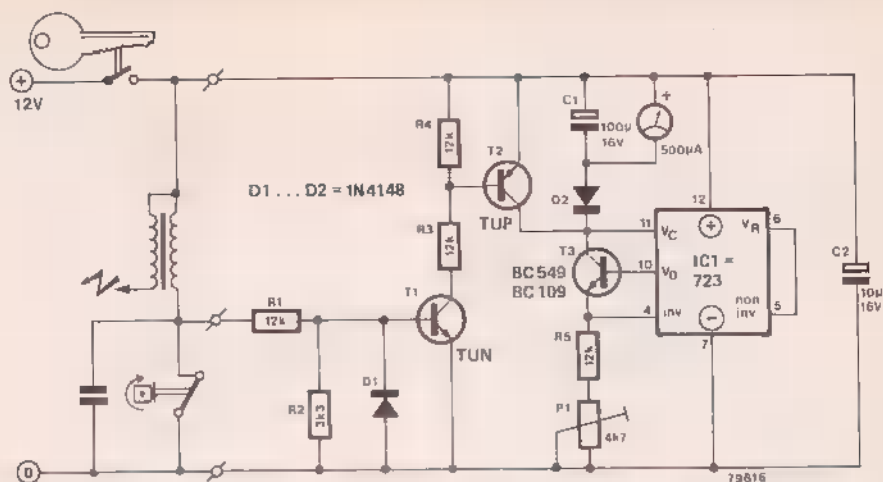 12V
R4
12k
T2
TUP
C1
100µ
16V
+
500µA
D1 . . . D2 = 1N4148
D2
R3
12k
12
+
11
VC
VR
6
T3
BC549
BC109
10
VO
IC1 =
723
C2
10µ
16V
R1
12k
T1
TUN
4
inv
non
inv
5
–
7
R2
3k3
D1
R5
12k
P1
4k7
0
79616